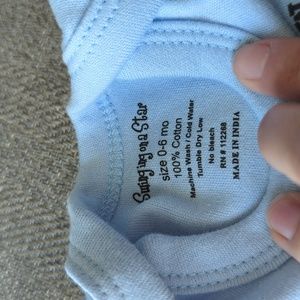 Swinging on a Star
size 0-6 mo
100% Cotton
Machine Wash / Cold Water
Tumble Dry Low
No bleach
RN # 112268
MADE IN INDIA